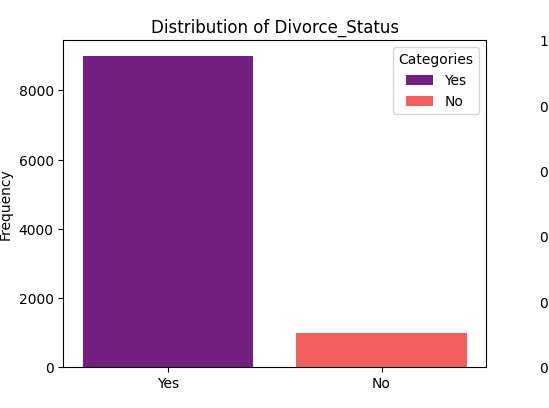 Distribution of Divorce_Status
Categories
Yes
No
Frequency
8000
6000
4000
2000
0
Yes
No
1
0
0
0
0
0